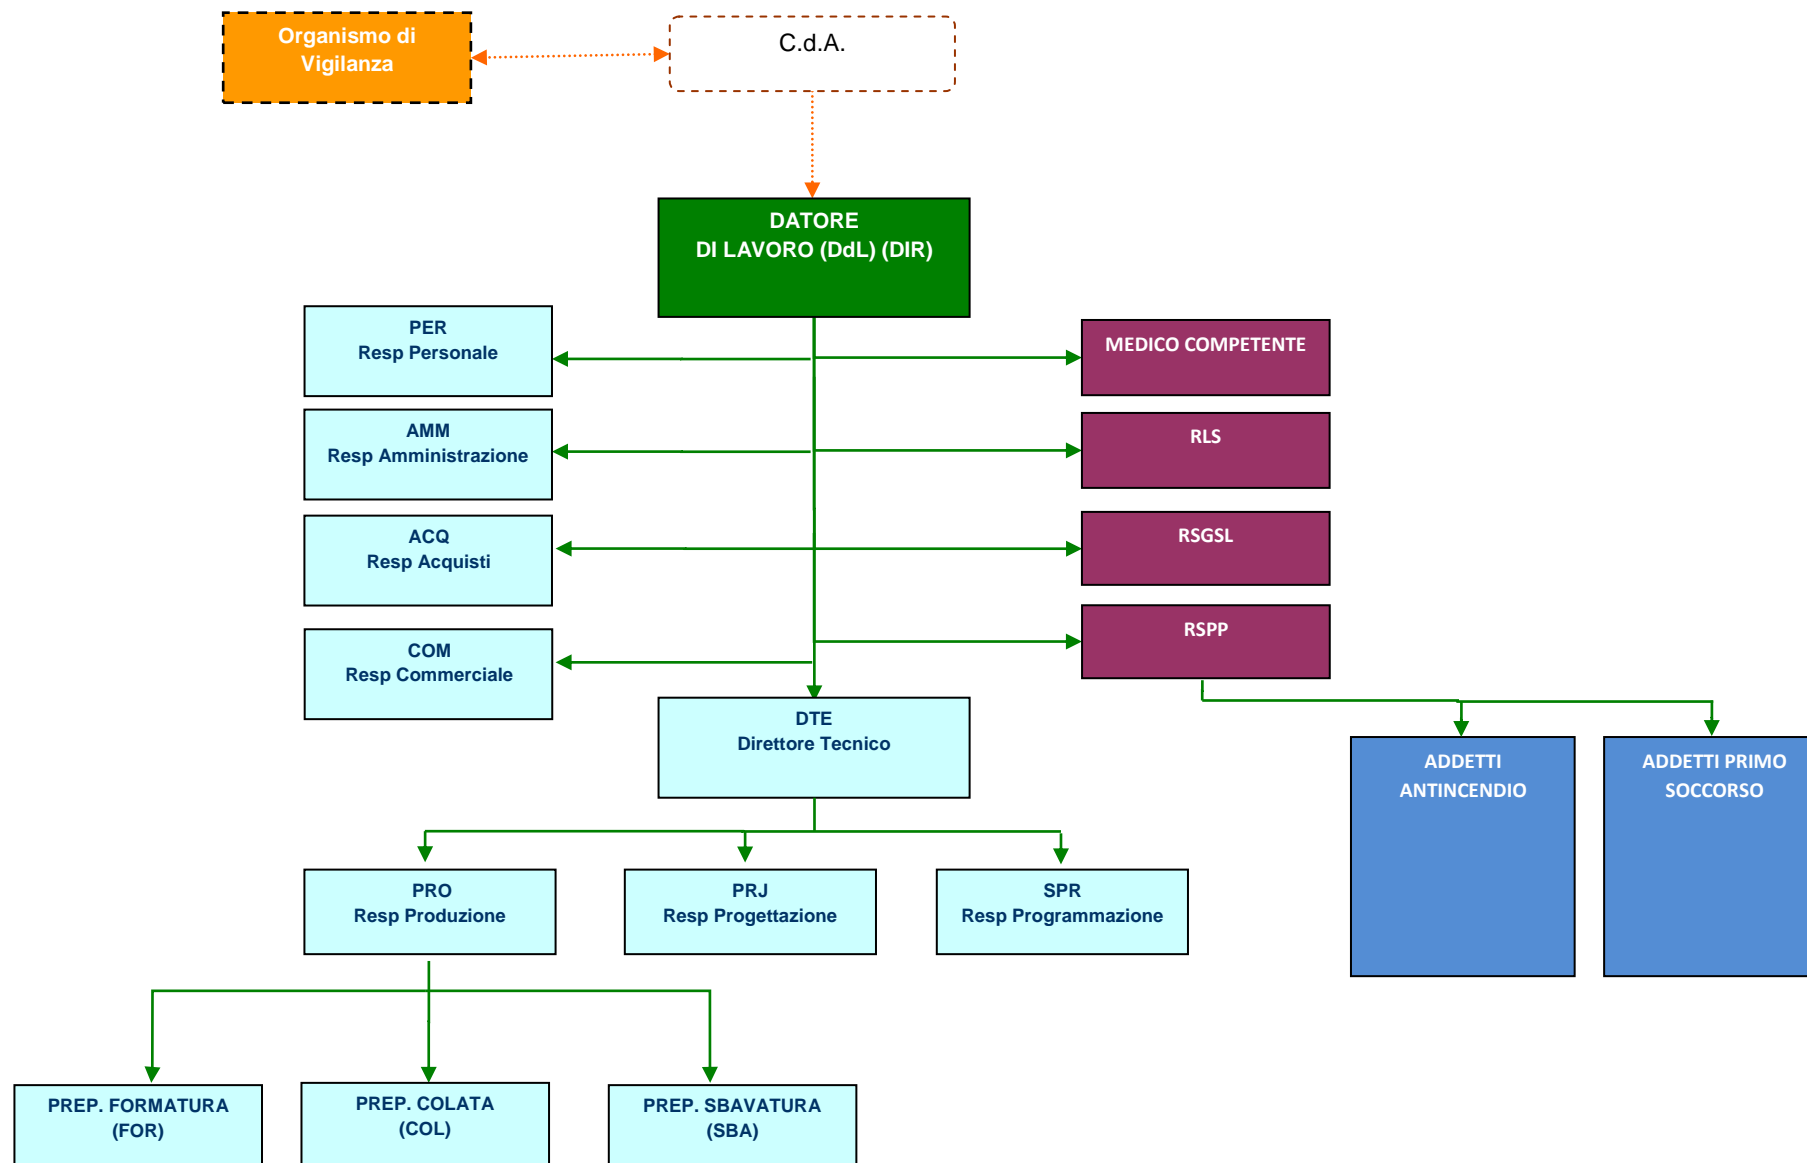 Organismo di
Vigilanza
C.d.A.
DATORE
DI LAVORO (DdL) (DIR)
PER
Resp Personale
MEDICO COMPETENTE
AMM
Resp Amministrazione
RLS
ACQ
Resp Acquisti
RSGSL
COM
Resp Commerciale
RSPP
DTE
Direttore Tecnico
ADDETTI
ANTINCENDIO
ADDETTI PRIMO
SOCCORSO
PRO
Resp Produzione
PRJ
Resp Progettazione
SPR
Resp Programmazione
PREP. FORMATURA
(FOR)
PREP. COLATA
(COL)
PREP. SBAVATURA
(SBA)